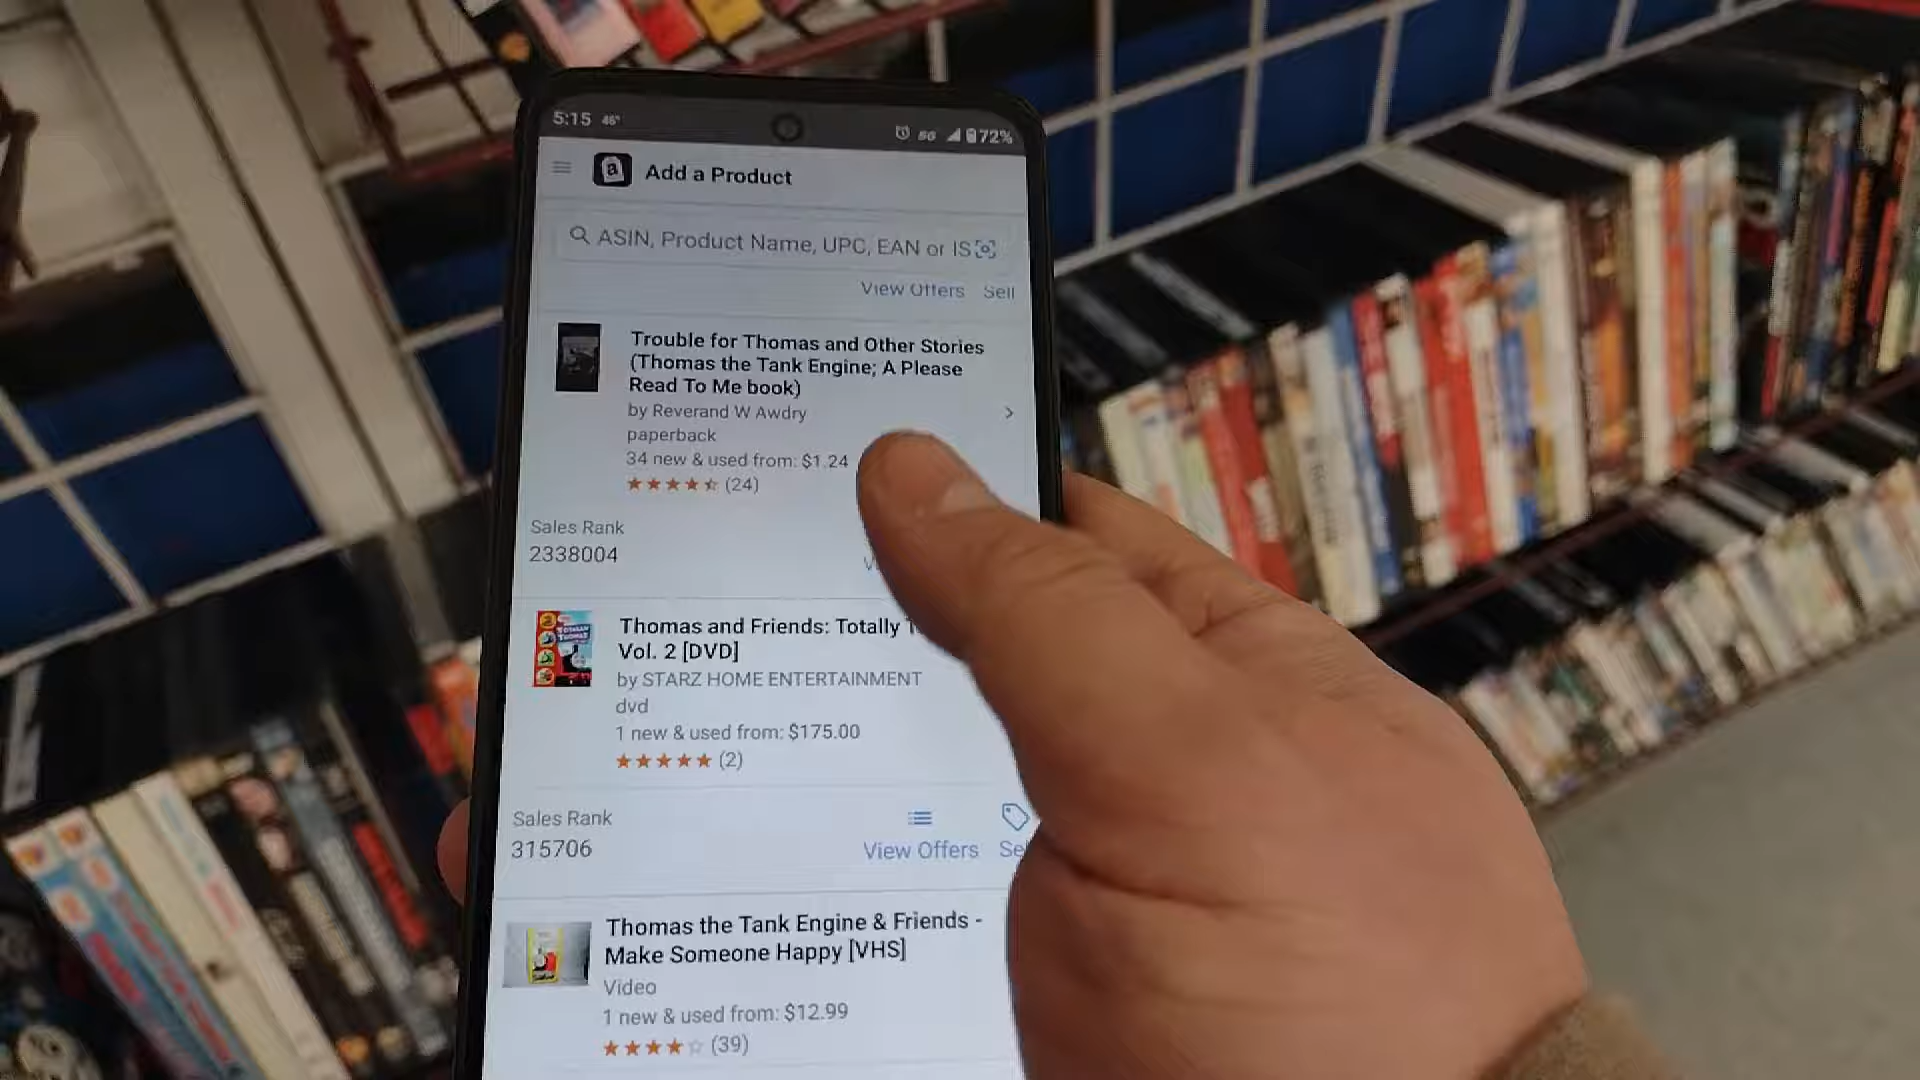 5:15 46°
5G 72%
Add a Product
ASIN, Product Name, UPC, EAN or IS
View Offers Sell
Trouble for Thomas and Other Stories
(Thomas the Tank Engine; A Please
Read To Me book)
by Reverand W Awdry
paperback
34 new & used from: $1.24
(24)
Sales Rank
2338004
Thomas and Friends: Totally
Vol. 2 [DVD]
by STARZ HOME ENTERTAINMENT
dvd
1 new & used from: $175.00
(2)
Sales Rank
315706
View Offers
Thomas the Tank Engine & Friends -
Make Someone Happy [VHS]
Video
1 new & used from: $12.99
(39)